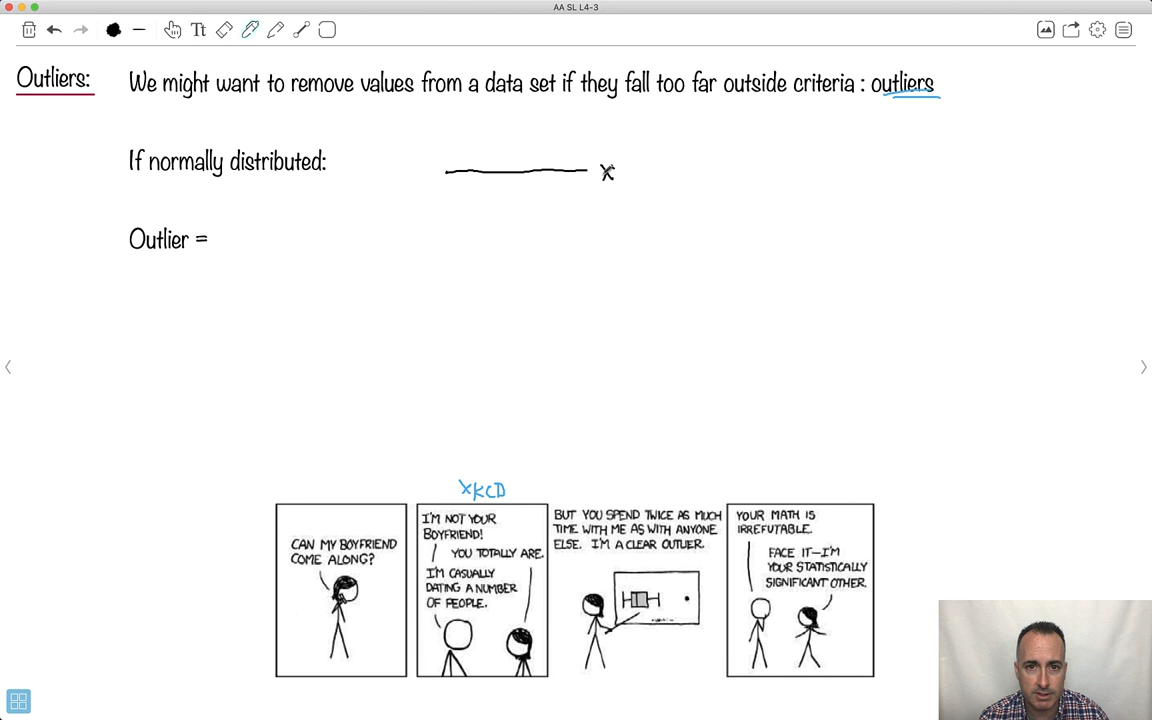 AA SL L4-3
Tt
Outliers: We might want to remove values from a data set if they fall too far outside criteria : outliers
If normally distributed: x
Outlier =
XKCD
CAN MY BOYFRIEND
COME ALONG?
I'M NOT YOUR
BOYFRIEND!
YOU TOTALLY ARE.
I'M CASUALLY
DATING A NUMBER
OF PEOPLE.
BUT YOU SPEND TWICE AS MUCH
TIME WITH ME AS WITH ANYONE
ELSE. I'M A CLEAR OUTLIER.
YOUR MATH IS
IRREFUTABLE.
FACE IT—I'M
YOUR STATISTICALLY
SIGNIFICANT OTHER.